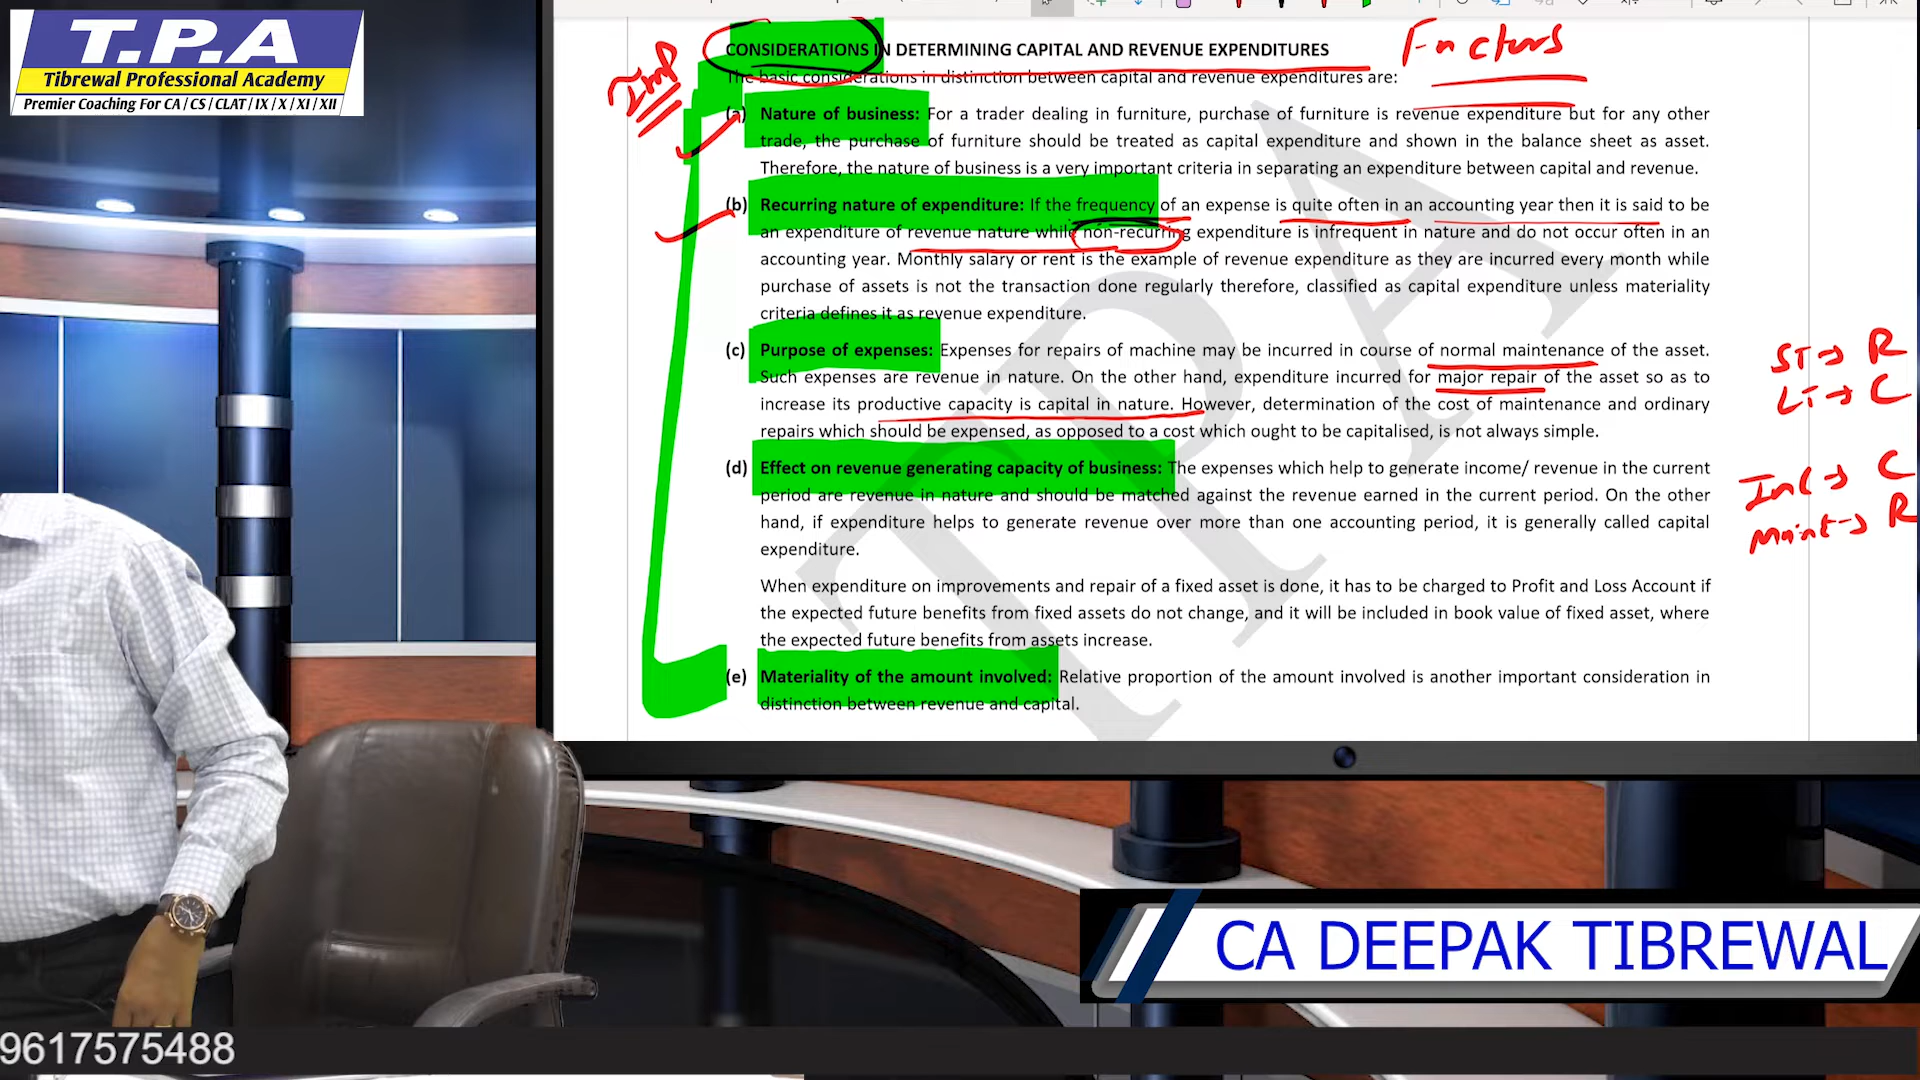 T.P.A
Tibrewal Professional Academy
Premier Coaching For CA / CS / CLAT / IX / X / XI / XII
Imp
CONSIDERATIONS IN DETERMINING CAPITAL AND REVENUE EXPENDITURES
Factors
The basic considerations in distinction between capital and revenue expenditures are:
(a) Nature of business: For a trader dealing in furniture, purchase of furniture is revenue expenditure but for any other
trade, the purchase of furniture should be treated as capital expenditure and shown in the balance sheet as asset.
Therefore, the nature of business is a very important criteria in separating an expenditure between capital and revenue.
(b) Recurring nature of expenditure: If the frequency of an expense is quite often in an accounting year then it is said to be
an expenditure of revenue nature while non-recurring expenditure is infrequent in nature and do not occur often in an
accounting year. Monthly salary or rent is the example of revenue expenditure as they are incurred every month while
purchase of assets is not the transaction done regularly therefore, classified as capital expenditure unless materiality
criteria defines it as revenue expenditure.
(c) Purpose of expenses: Expenses for repairs of machine may be incurred in course of normal maintenance of the asset.
Such expenses are revenue in nature. On the other hand, expenditure incurred for major repair of the asset so as to
increase its productive capacity is capital in nature. However, determination of the cost of maintenance and ordinary
repairs which should be expensed, as opposed to a cost which ought to be capitalised, is not always simple.
ST → R
LT → C
(d) Effect on revenue generating capacity of business: The expenses which help to generate income/ revenue in the current
period are revenue in nature and should be matched against the revenue earned in the current period. On the other
hand, if expenditure helps to generate revenue over more than one accounting period, it is generally called capital
expenditure.
Inc → C
Maint → R
When expenditure on improvements and repair of a fixed asset is done, it has to be charged to Profit and Loss Account if
the expected future benefits from fixed assets do not change, and it will be included in book value of fixed asset, where
the expected future benefits from assets increase.
(e) Materiality of the amount involved: Relative proportion of the amount involved is another important consideration in
distinction between revenue and capital.
TPA
CA DEEPAK TIBREWAL
9617575488